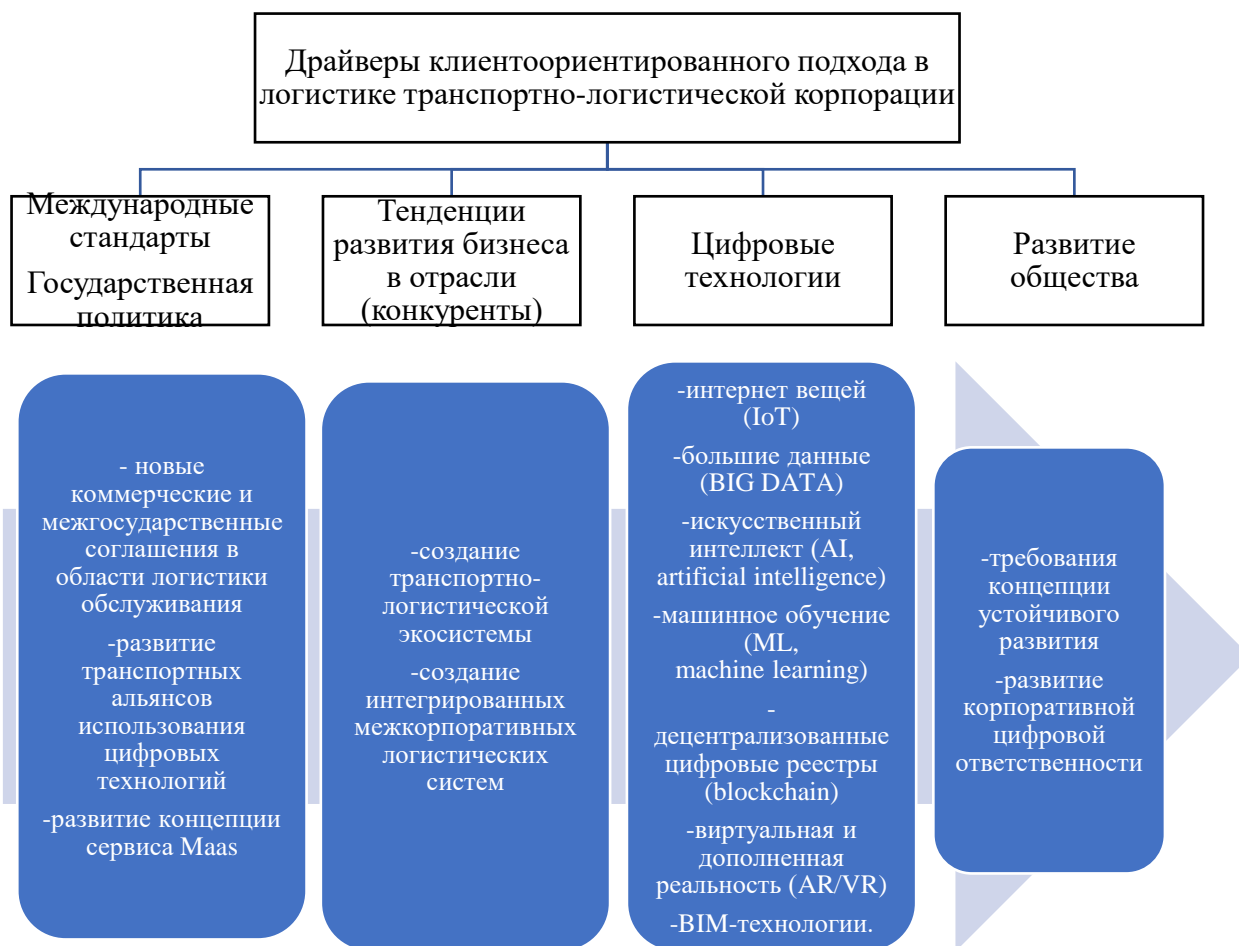 Драйверы клиентоориентированного подхода в
логистике транспортно-логистической корпорации
Международные
стандарты
Государственная
политика
Тенденции
развития бизнеса
в отрасли
(конкуренты)
Цифровые
технологии
Развитие
общества
- новые
коммерческие и
межгосударственные
соглашения в
области логистики
обслуживания
-развитие
транспортных
альянсов
использования
цифровых
технологий
-развитие концепции
сервиса Maas
-создание
транспортно-
логистической
экосистемы
-создание
интегрированных
межкорпоративных
логистических
систем
-интернет вещей
(IoT)
-большие данные
(BIG DATA)
-искусственный
интеллект (AI,
artificial intelligence)
-машинное обучение
(ML,
machine learning)
-
децентрализованные
цифровые реестры
(blockchain)
-виртуальная и
дополненная
реальность (AR/VR)
-BIM-технологии.
-требования
концепции
устойчивого
развития
-развитие
корпоративной
цифровой
ответственности